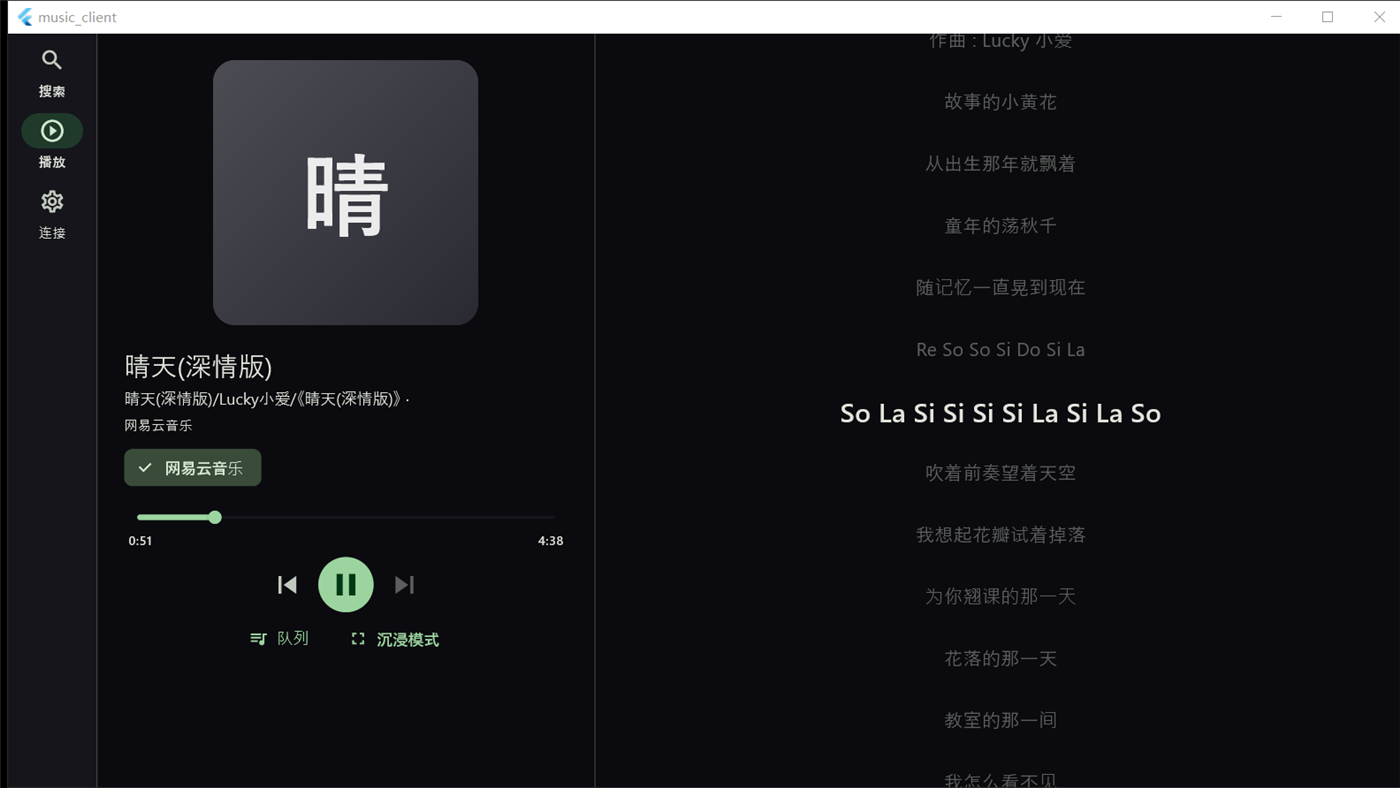 music_client
搜索
播放
连接
晴
晴天(深情版)
晴天(深情版)/Lucky小爱/《晴天(深情版)》·
网易云音乐
网易云音乐
0:51
4:38
队列
沉浸模式
作曲 : Lucky 小爱
故事的小黄花
从出生那年就飘着
童年的荡秋千
随记忆一直晃到现在
Re So So Si Do Si La
So La Si Si Si Si La Si La So
吹着前奏望着天空
我想起花瓣试着掉落
为你翘课的那一天
花落的那一天
教室的那一间
我怎么看不见